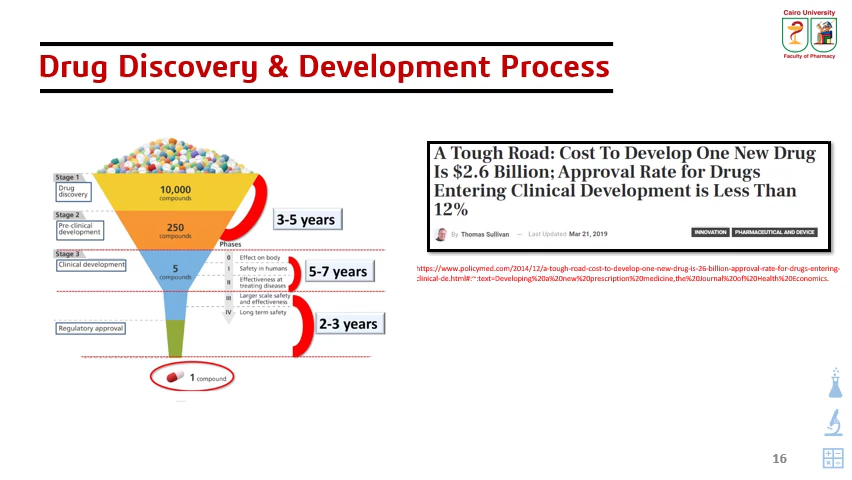 Cairo University
Faculty of Pharmacy
Drug Discovery & Development Process
Stage 1
Drug
discovery
10,000
compounds
3-5 years
Stage 2
Pre-clinical
development
250
compounds
Phases
Stage 3
Clinical development
5
compounds
0 Effect on body
I Safety in humans
II Effectiveness at
treating diseases
5-7 years
III Larger scale safety
and effectiveness
IV Long term safety
2-3 years
Regulatory approval
1 compound
A Tough Road: Cost To Develop One New Drug
Is $2.6 Billion; Approval Rate for Drugs
Entering Clinical Development is Less Than
12%
By Thomas Sullivan — Last Updated Mar 21, 2019
INNOVATION PHARMACEUTICAL AND DEVICE
https://www.policymed.com/2014/12/a-tough-road-cost-to-develop-one-new-drug-is-26-billion-approval-rate-for-drugs-entering-
clinical-de.html#:~:text=Developing%20a%20new%20prescription%20medicine,the%20Journal%20of%20Health%20Economics.
16